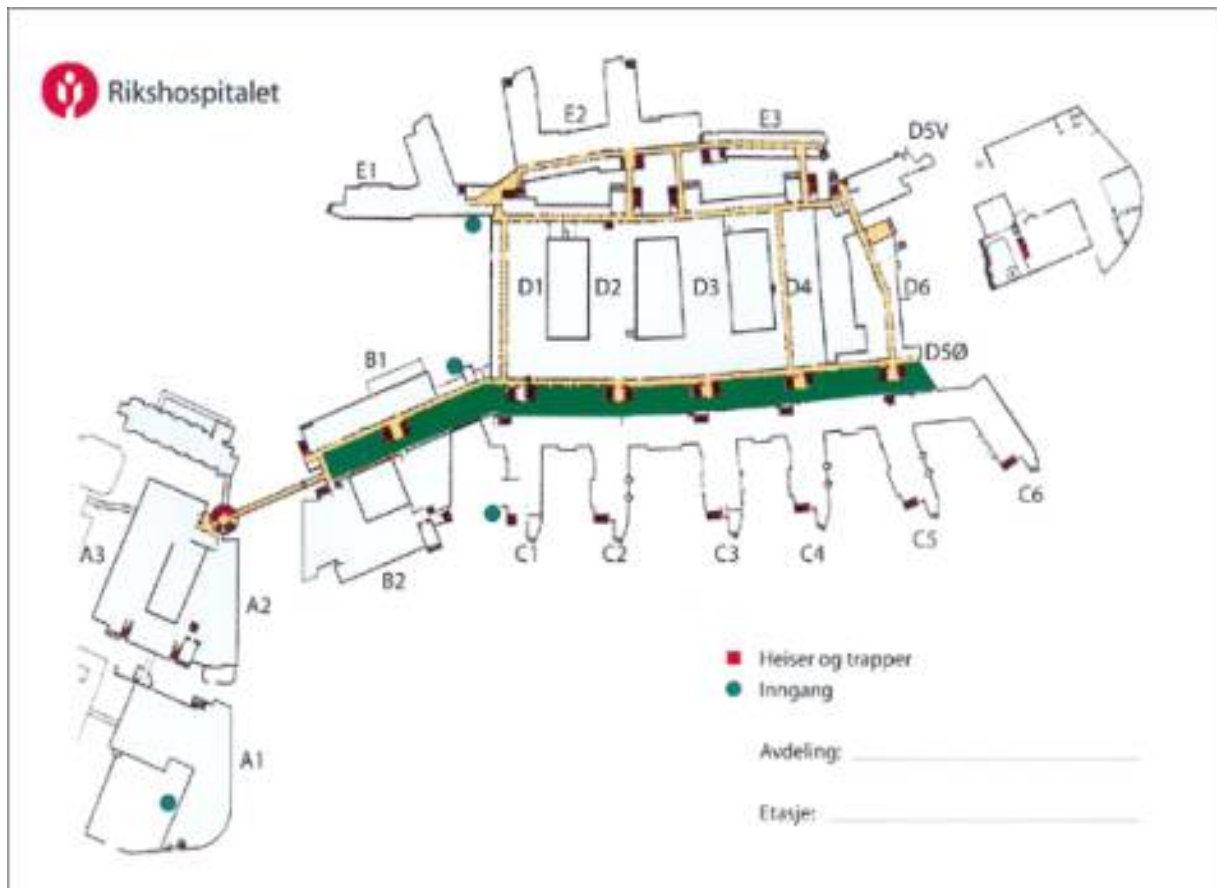 Rikshospitalet
E2
E3
D5V
E1
D1
D2
D3
D4
D6
D5Ø
B1
C6
C5
C1
C2
C3
C4
A3
B2
A2
Heiser og trapper
Inngang
A1
Avdeling:
Etasje: